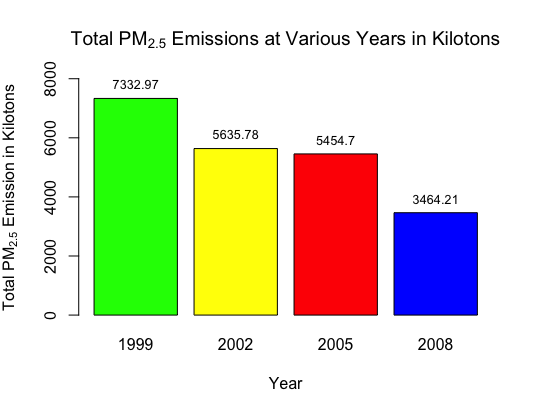 Total PM2.5 Emissions at Various Years in Kilotons
Total PM2.5 Emission in Kilotons
8000
6000
4000
2000
0
7332.97
5635.78
5454.7
3464.21
1999 2002 2005 2008
Year